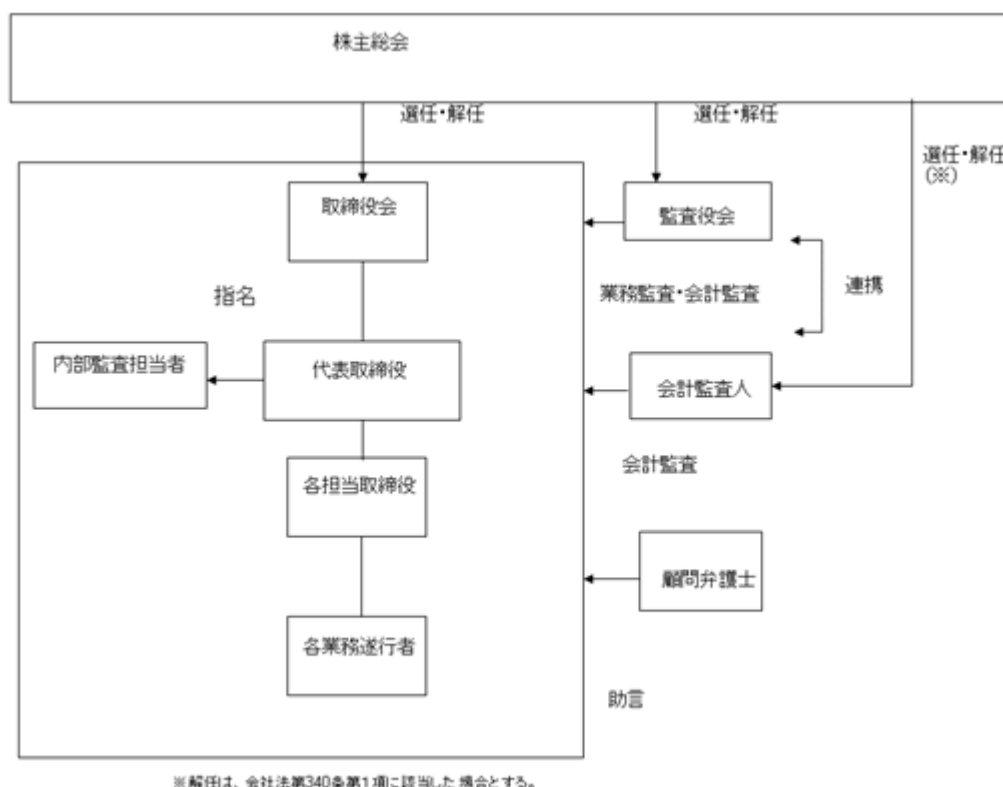 株主総会
選任・解任
選任・解任
選任・解任
(※)
取締役会
監査役会
指名
業務監査・会計監査
連携
内部監査担当者
代表取締役
会計監査人
会計監査
各担当取締役
顧問弁護士
各業務遂行者
助言
※解任は、会社法第340条第1項に該当した場合とする。